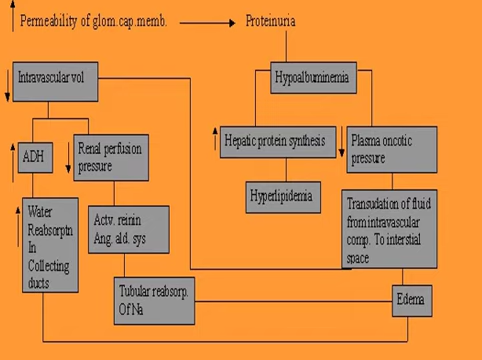 Permeability of glom.cap.memb. Proteinuria
Hypoalbuminemia
Intravascular vol
Hepatic protein synthesis
Plasma oncotic
pressure
ADH
Renal perfusion
pressure
Hyperlipidemia
Transudation of fluid
from intravascular
comp. To interstial
space
Water
Reabsorptn
In
Collecting
ducts
Actv. reinin
Ang. ald. sys
Tubular reabsorp.
Of Na
Edema